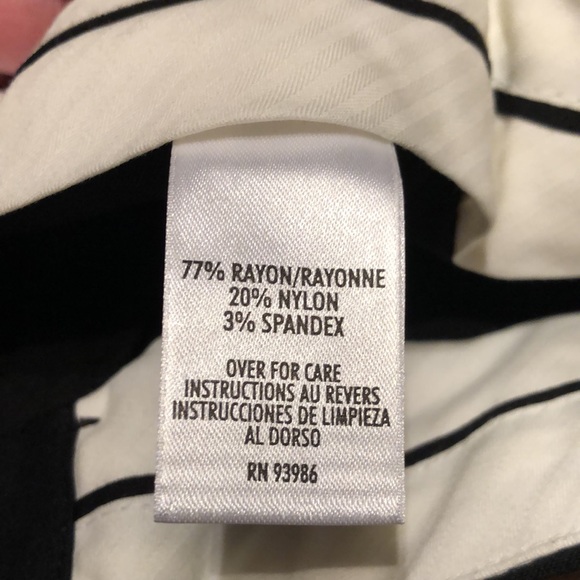 77% RAYON/RAYONNE
20% NYLON
3% SPANDEX
OVER FOR CARE
INSTRUCTIONS AU REVERS
INSTRUCCIONES DE LIMPIEZA
AL DORSO
RN 93986